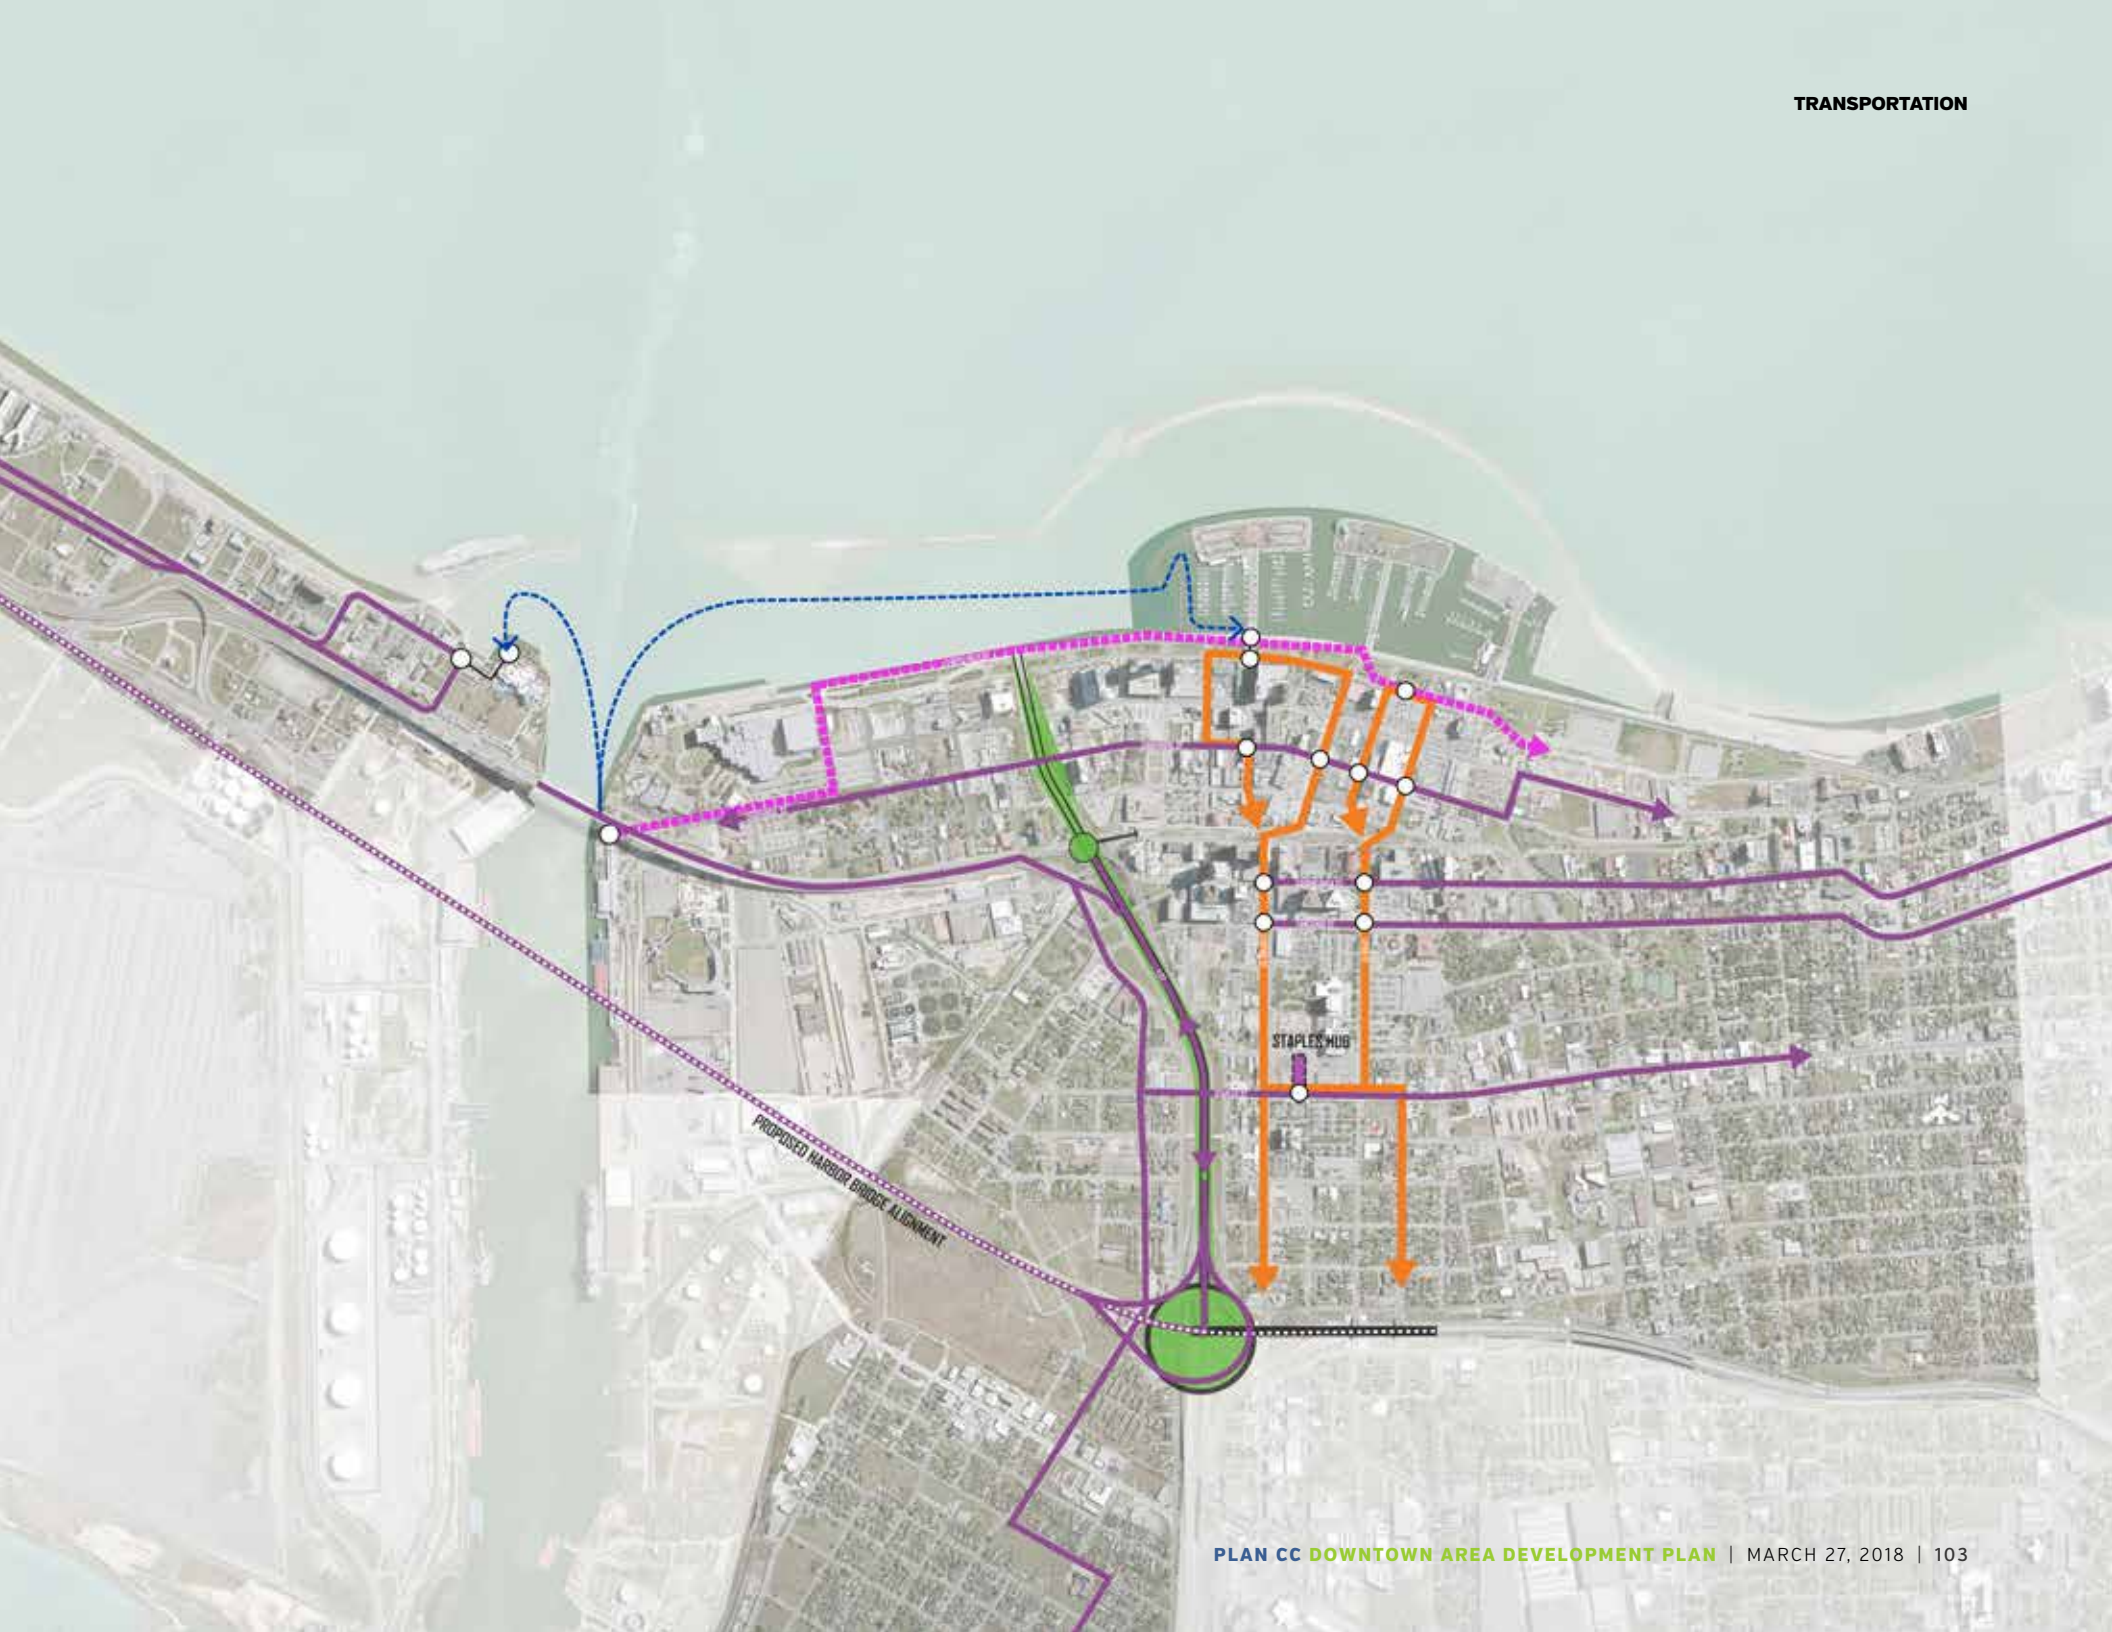 TRANSPORTATION
STAPLES HUB
PROPOSED HARBOR BRIDGE ALIGNMENT
PLAN CC DOWNTOWN AREA DEVELOPMENT PLAN | MARCH 27, 2018 | 103